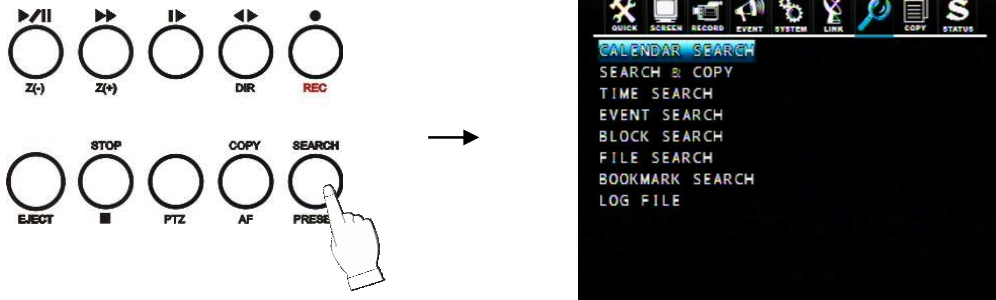 Z(-) Z(+) DIR REC
STOP COPY SEARCH
EJECT PTZ AF PRESE
QUICK SCREEN RECORD EVENT SYSTEM LINK COPY STATUS
CALENDAR SEARCH
SEARCH & COPY
TIME SEARCH
EVENT SEARCH
BLOCK SEARCH
FILE SEARCH
BOOKMARK SEARCH
LOG FILE